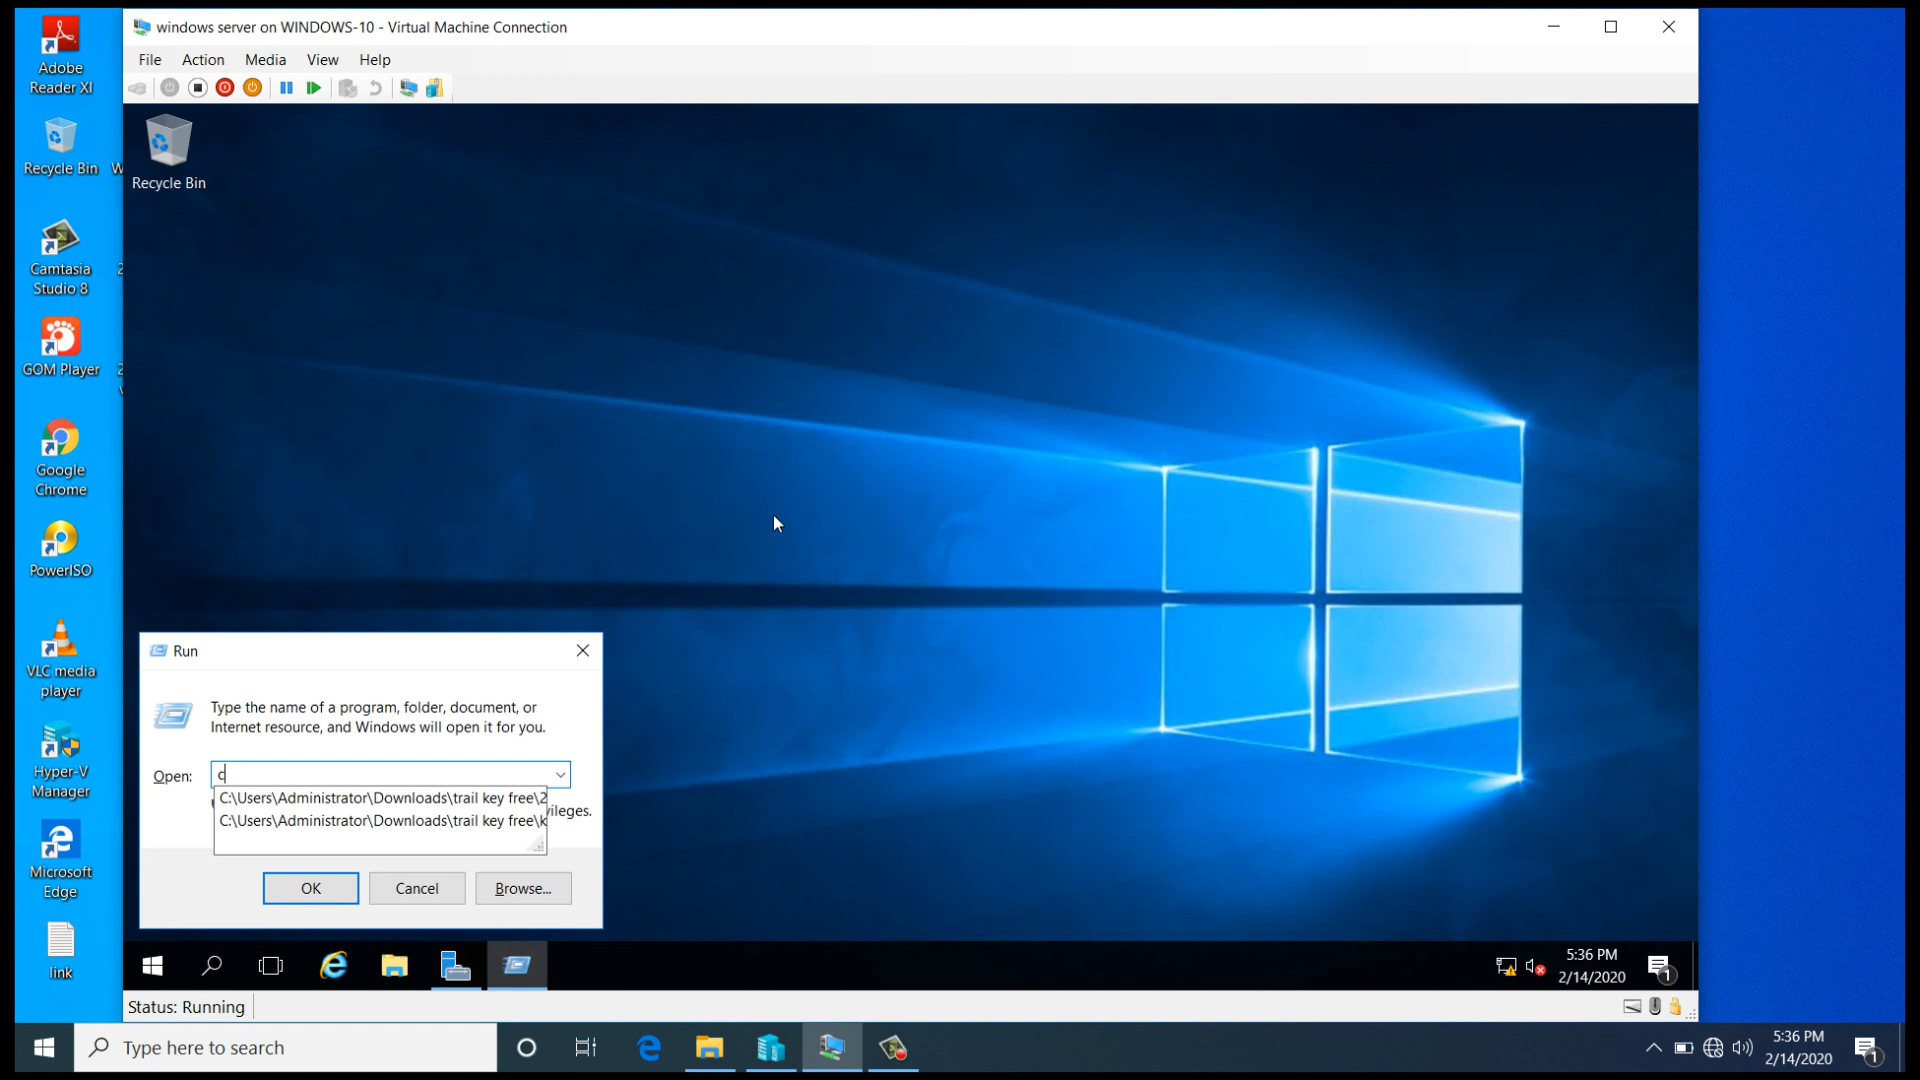 windows server on WINDOWS-10 - Virtual Machine Connection
File Action Media View Help
Adobe
Reader XI
Recycle Bin
W
Camtasia
Studio 8
2
GOM Player
2
Google
Chrome
PowerISO
VLC media
player
Hyper-V
Manager
Microsoft
Edge
link
Recycle Bin
Run
Type the name of a program, folder, document, or
Internet resource, and Windows will open it for you.
Open: c
C:\Users\Administrator\Downloads\trail key free\2
vileges.
C:\Users\Administrator\Downloads\trail key free\k
OK Cancel Browse...
5:36 PM
2/14/2020
1
Status: Running
Type here to search
5:36 PM
2/14/2020
1